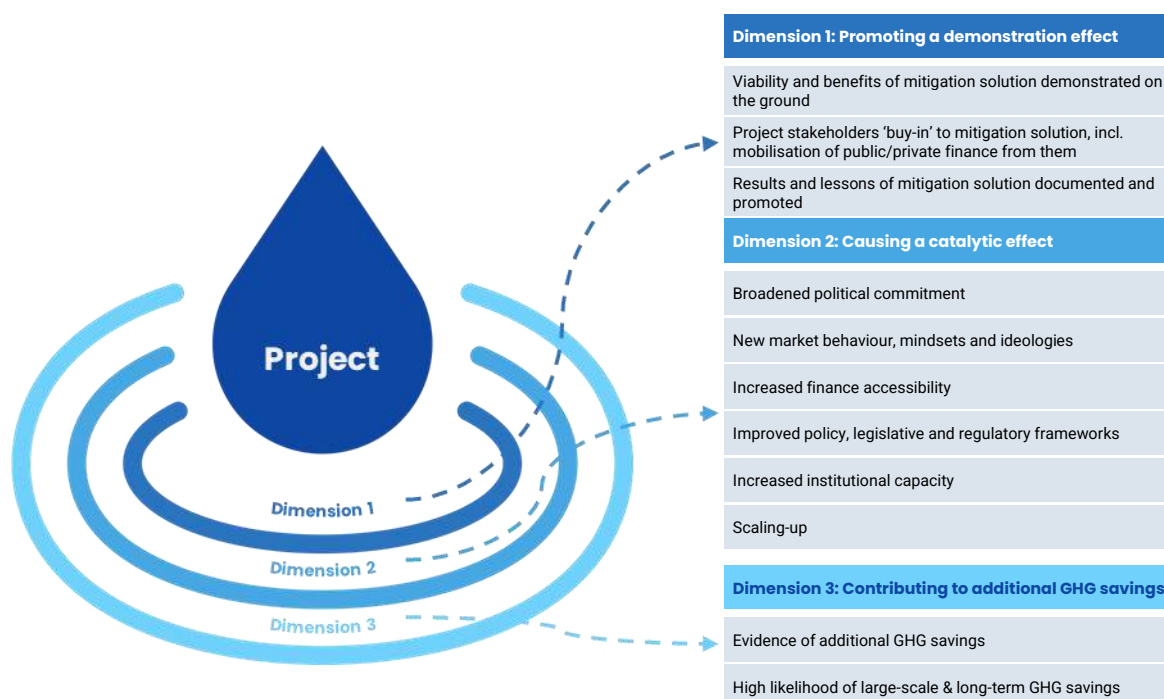 Project
Dimension 1
Dimension 2
Dimension 3
Dimension 1: Promoting a demonstration effect
Viability and benefits of mitigation solution demonstrated on
the ground
Project stakeholders ‘buy-in’ to mitigation solution, incl.
mobilisation of public/private finance from them
Results and lessons of mitigation solution documented and
promoted
Dimension 2: Causing a catalytic effect
Broadened political commitment
New market behaviour, mindsets and ideologies
Increased finance accessibility
Improved policy, legislative and regulatory frameworks
Increased institutional capacity
Scaling-up
Dimension 3: Contributing to additional GHG savings
Evidence of additional GHG savings
High likelihood of large-scale & long-term GHG savings